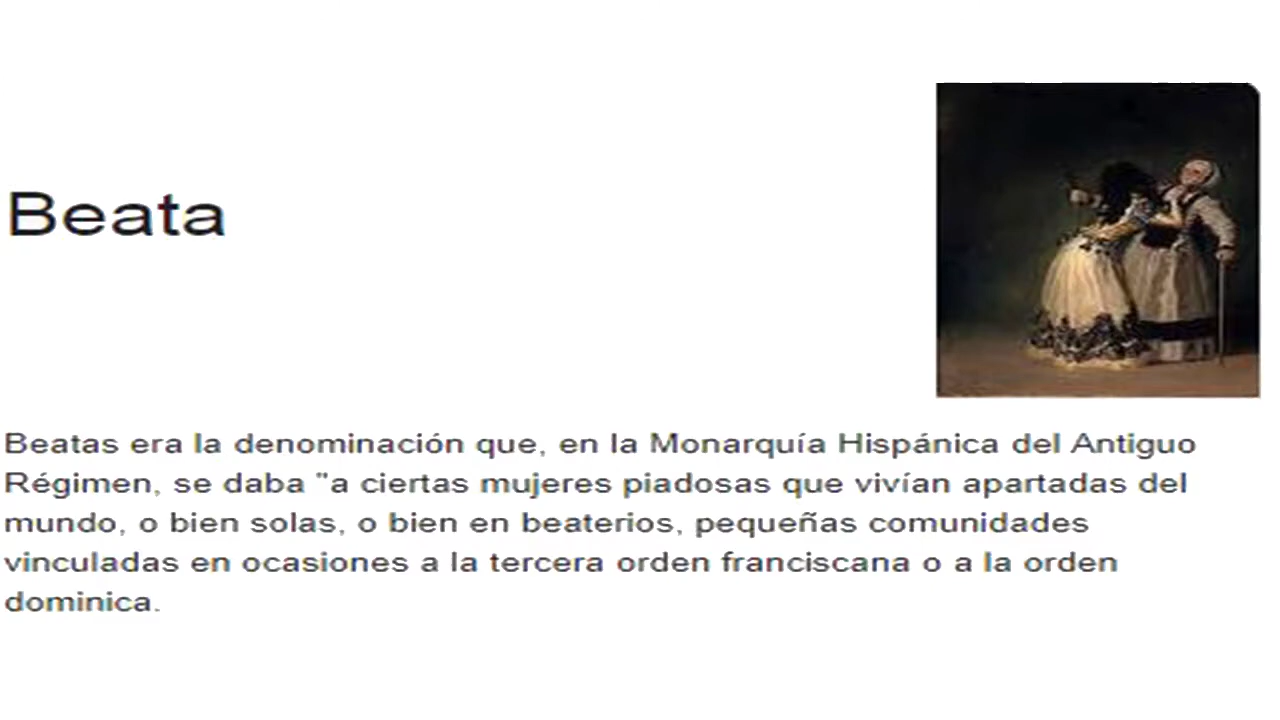 Beata
Beatas era la denominación que, en la Monarquía Hispánica del Antiguo
Régimen, se daba "a ciertas mujeres piadosas que vivían apartadas del
mundo, o bien solas, o bien en beaterios, pequeñas comunidades
vinculadas en ocasiones a la tercera orden franciscana o a la orden
dominica.